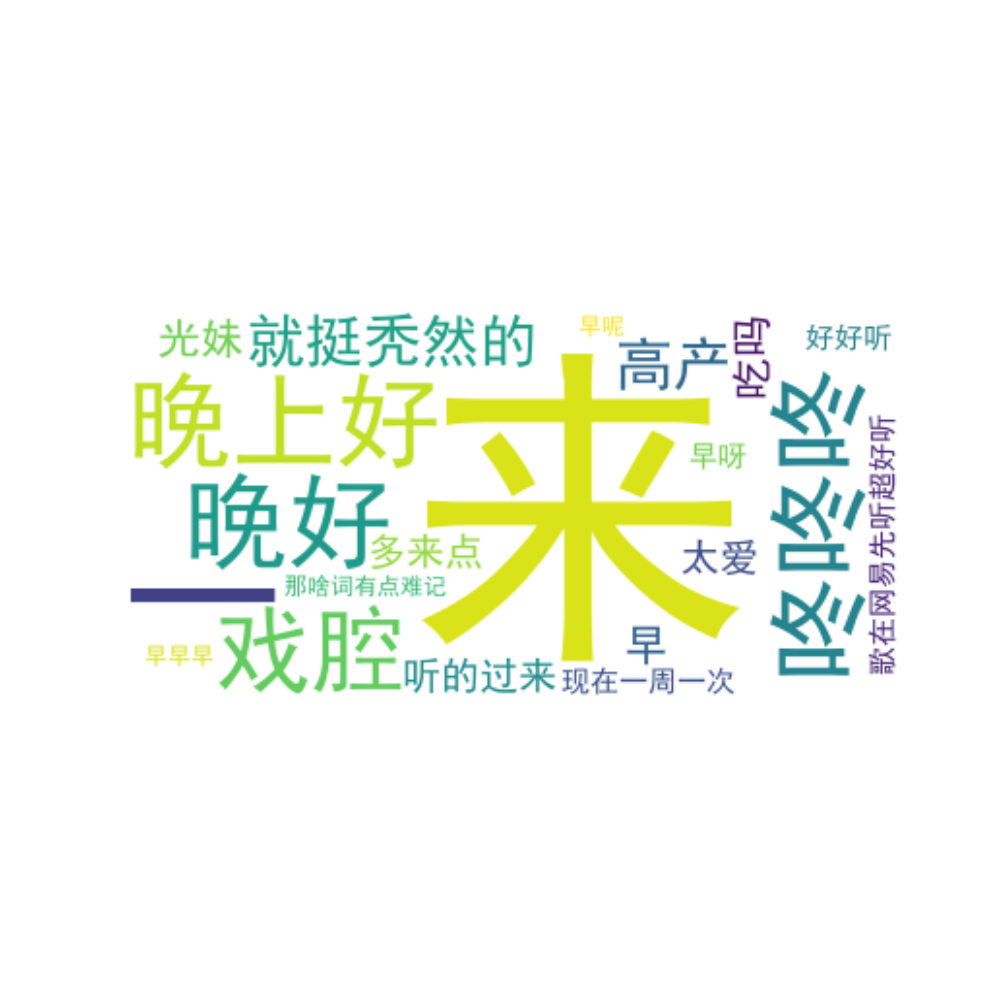 光妹
就挺秃然的
早呢
高产
吃吗
好好听
晚上好
来
咚咚咚
晚好
早呀
歌在网易先听超好听
多来点
太爱
那啥词有点难记
一
戏腔
早早早
听的过来
早
现在一周一次